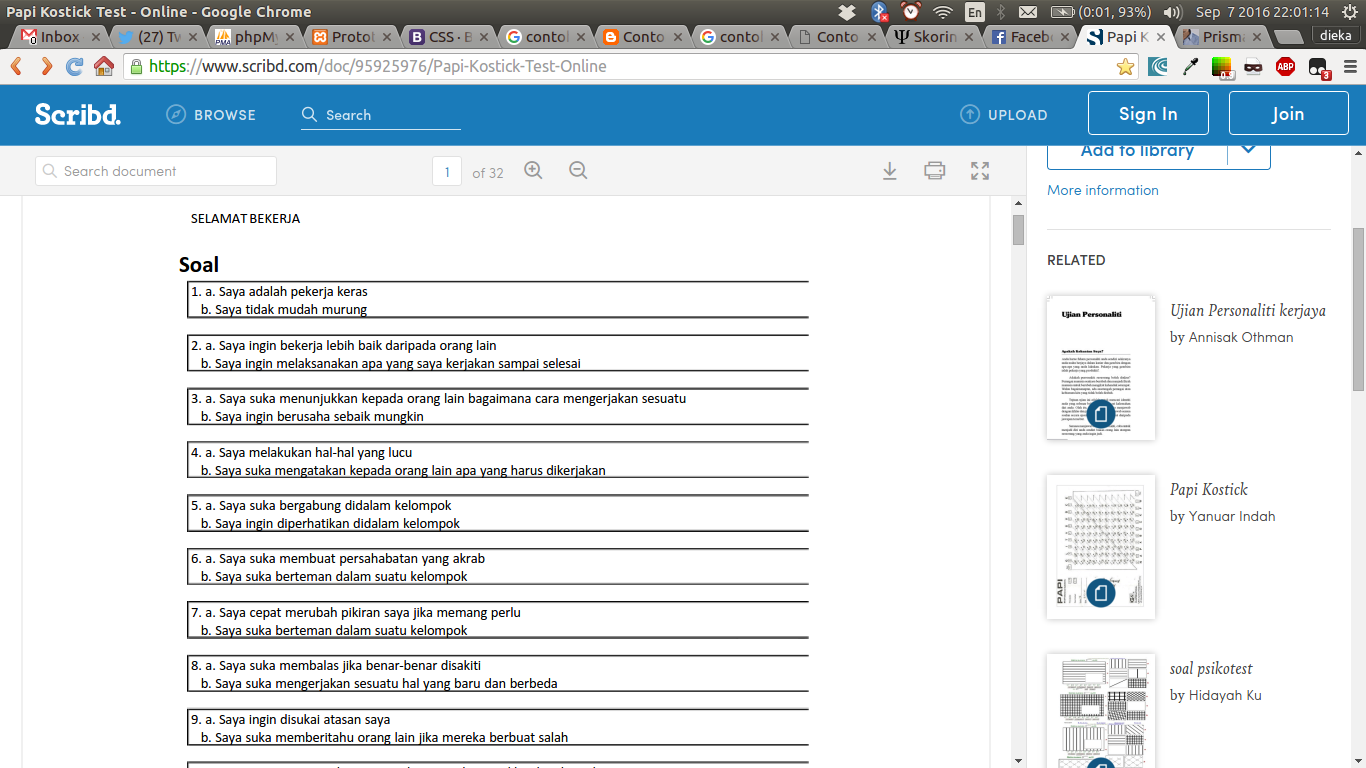 Papi Kostick Test - Online - Google Chrome
En
(0:01, 93%)
Sep 7 2016 22:01:14
Inbox
(27) Tw
phpMy
Protot
CSS · B
contol
Conto
contol
Conto
Skorin
Facebo
Papi K
Prisma
dieka
https://www.scribd.com/doc/95925976/Papi-Kostick-Test-Online
0.3
ABP
3
Scribd.
BROWSE
Search
UPLOAD
Sign In
Join
Search document
1 of 32
Add to library
More information
SELAMAT BEKERJA
Soal
1. a. Saya adalah pekerja keras
b. Saya tidak mudah murung
2. a. Saya ingin bekerja lebih baik daripada orang lain
b. Saya ingin melaksanakan apa yang saya kerjakan sampai selesai
3. a. Saya suka menunjukkan kepada orang lain bagaimana cara mengerjakan sesuatu
b. Saya ingin berusaha sebaik mungkin
4. a. Saya melakukan hal-hal yang lucu
b. Saya suka mengatakan kepada orang lain apa yang harus dikerjakan
5. a. Saya suka bergabung didalam kelompok
b. Saya ingin diperhatikan didalam kelompok
6. a. Saya suka membuat persahabatan yang akrab
b. Saya suka berteman dalam suatu kelompok
7. a. Saya cepat merubah pikiran saya jika memang perlu
b. Saya suka berteman dalam suatu kelompok
8. a. Saya suka membalas jika benar-benar disakiti
b. Saya suka mengerjakan sesuatu hal yang baru dan berbeda
9. a. Saya ingin disukai atasan saya
b. Saya suka memberitahu orang lain jika mereka berbuat salah
RELATED
Ujian Personaliti
Ujian Personaliti kerjaya
by Annisak Othman
PAPI
Papi Kostick
by Yanuar Indah
soal psikotest
by Hidayah Ku